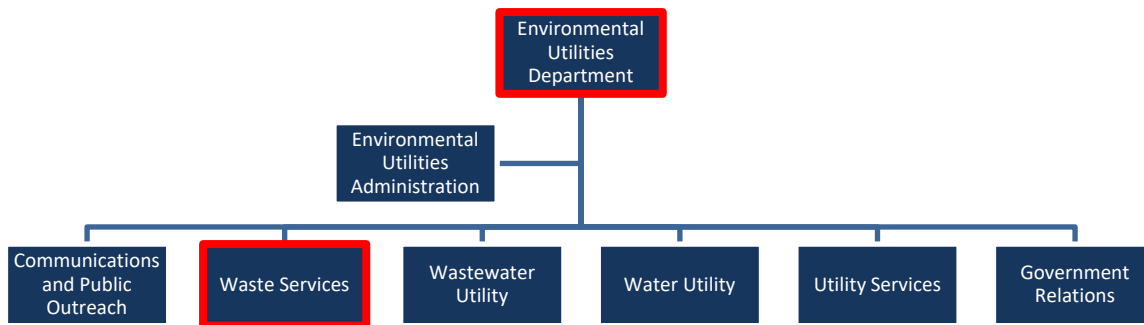 Environmental
Utilities
Department
Environmental
Utilities
Administration
Communications
and Public
Outreach
Waste Services
Wastewater
Utility
Water Utility
Utility Services
Government
Relations